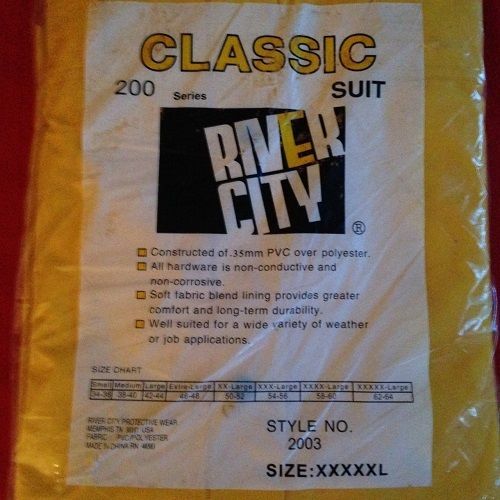 CLASSIC
200 Series SUIT
RIVER
CITY
®
Constructed of .35mm PVC over polyester.
All hardware is non-conductive and
non-corrosive.
Soft fabric blend lining provides greater
comfort and long-term durability.
Well suited for a wide variety of weather
or job applications.
SIZE CHART
Small Medium Large Extra-Large XX-Large XXX-Large XXXX-Large XXXXX-Large
34-36 38-40 42-44 46-48 50-52 54-56 58-60 62-64
RIVER CITY PROTECTIVE WEAR
MEMPHIS TN USA
FABRIC PVC/POLYESTER
MADE IN CHINA RN
STYLE NO.
2003
SIZE:XXXXXL